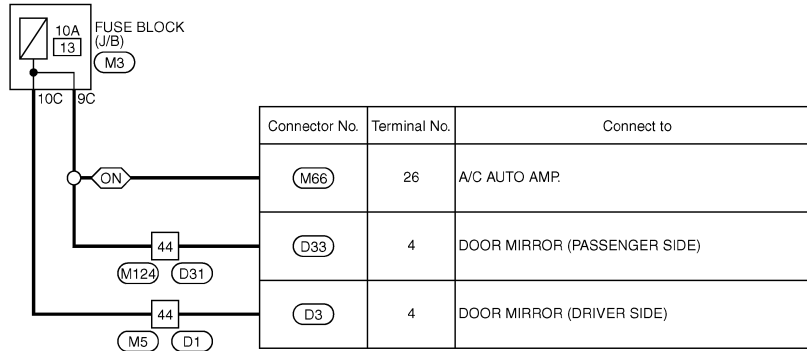 10A
13
FUSE BLOCK
(J/B)
M3
10C
9C
Connector No.
Terminal No.
Connect to
ON
M66
26
A/C AUTO AMP.
44
M124
D31
D33
4
DOOR MIRROR (PASSENGER SIDE)
44
M5
D1
D3
4
DOOR MIRROR (DRIVER SIDE)